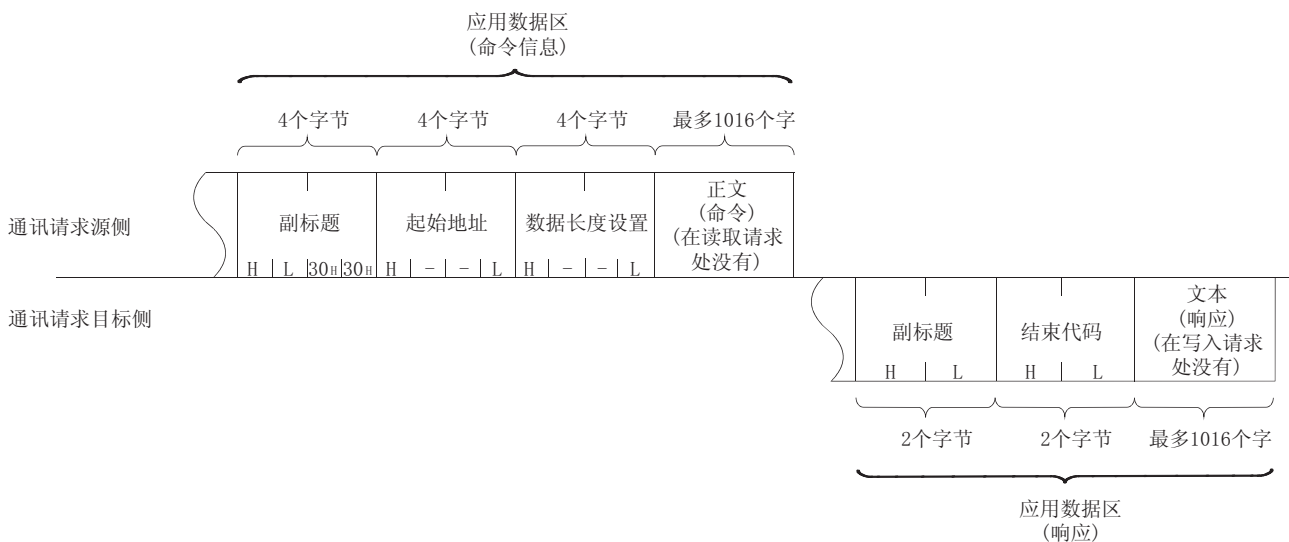 应用数据区
(命令信息)
4个字节 4个字节 4个字节 最多1016个字
通讯请求源侧
副标题
H L 30H 30H
起始地址
H - - L
数据长度设置
H - - L
正文
(命令)
(在读取请求
处没有)
通讯请求目标侧
副标题
H L
结束代码
H L
文本
(响应)
(在写入请求
处没有)
2个字节 2个字节 最多1016个字
应用数据区
(响应)